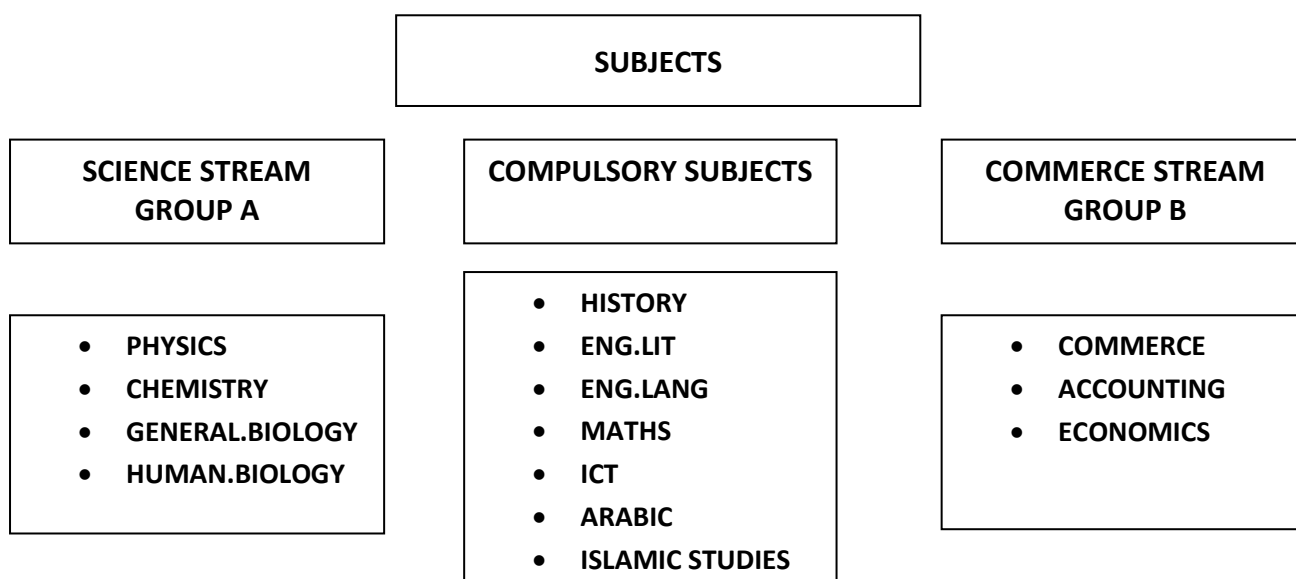 SUBJECTS
SCIENCE STREAM
GROUP A
COMPULSORY SUBJECTS
COMMERCE STREAM
GROUP B
• PHYSICS
• CHEMISTRY
• GENERAL.BIOLOGY
• HUMAN.BIOLOGY
• HISTORY
• ENG.LIT
• ENG.LANG
• MATHS
• ICT
• ARABIC
• ISLAMIC STUDIES
• COMMERCE
• ACCOUNTING
• ECONOMICS